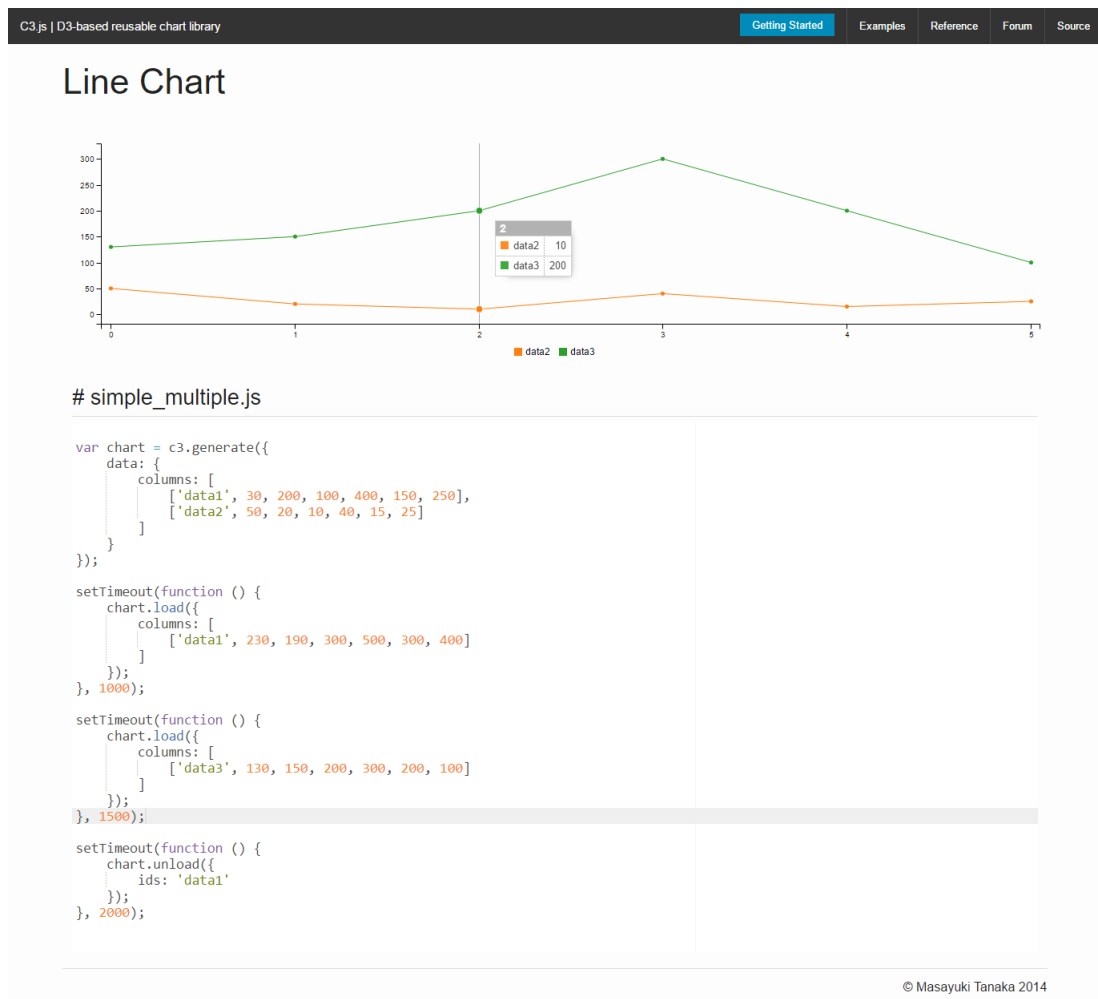 C3.js | D3-based reusable chart library
Getting Started
Examples
Reference
Forum
Source
Line Chart
300
250
200
150
100
50
0
2
data2 10
data3 200
0 1 2 3 4 5
data2 data3
# simple_multiple.js
var chart = c3.generate({
    data: {
        columns: [
            ['data1', 30, 200, 100, 400, 150, 250],
            ['data2', 50, 20, 10, 40, 15, 25]
        ]
    }
});
setTimeout(function () {
    chart.load({
        columns: [
            ['data1', 230, 190, 300, 500, 300, 400]
        ]
    });
}, 1000);
setTimeout(function () {
    chart.load({
        columns: [
            ['data3', 130, 150, 200, 300, 200, 100]
        ]
    });
}, 1500);
setTimeout(function () {
    chart.unload({
        ids: 'data1'
    });
}, 2000);
© Masayuki Tanaka 2014